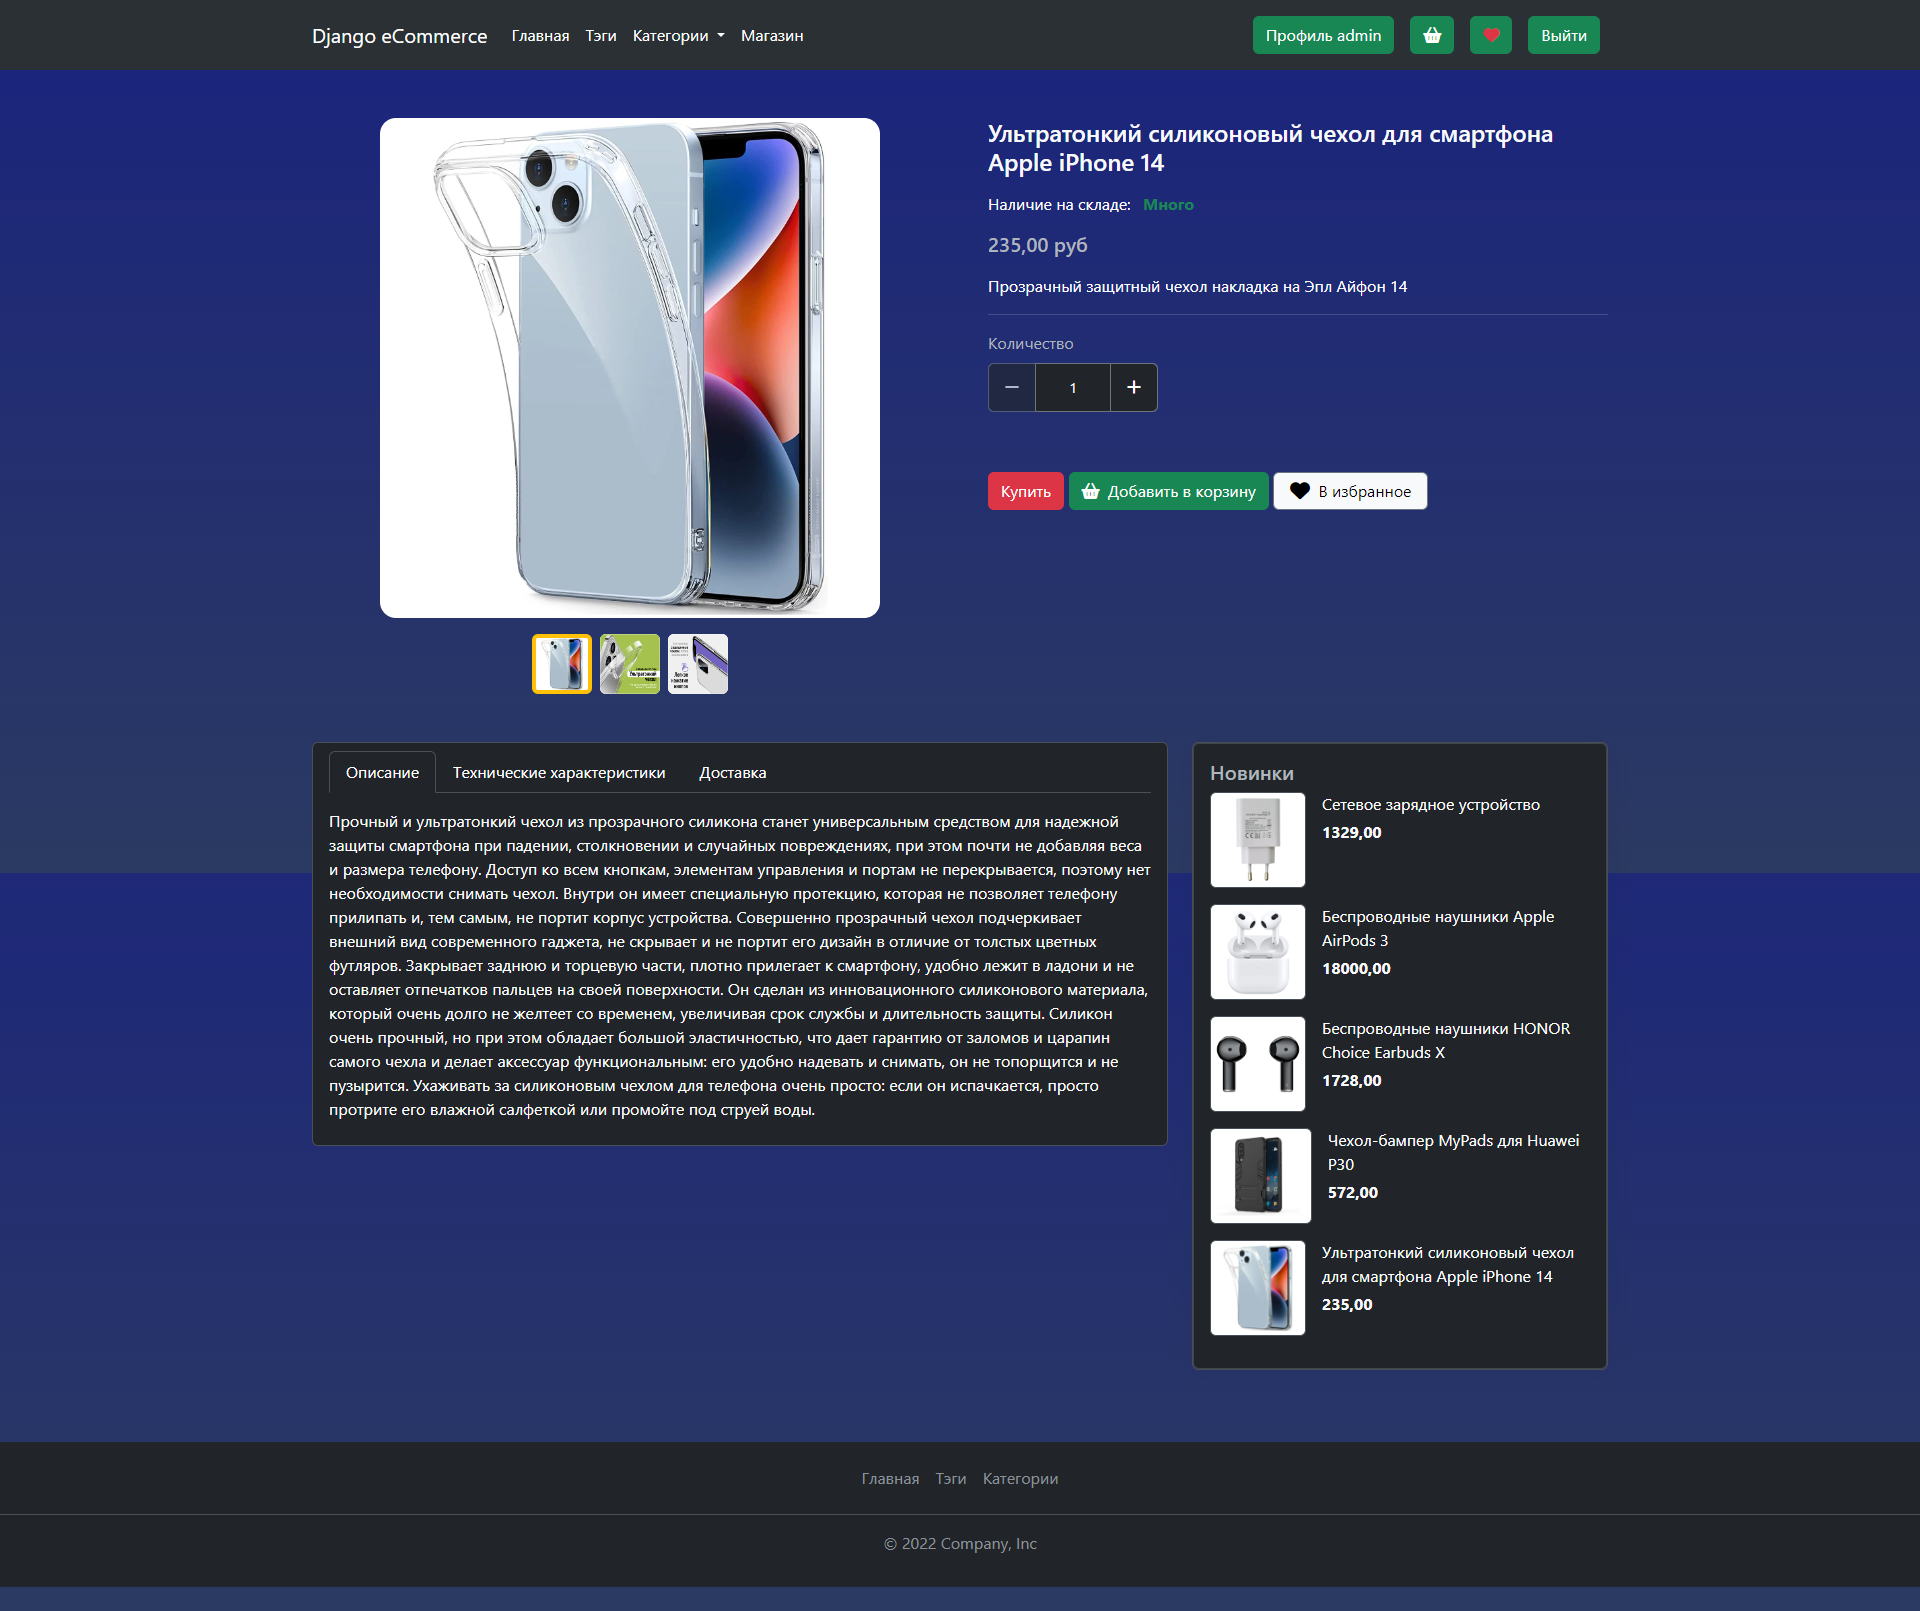 Django eCommerce
Главная
Тэги
Категории
Магазин
Профиль admin
Выйти
Ультратонкий силиконовый чехол для смартфона
Apple iPhone 14
Наличие на складе: Много
235,00 руб
Прозрачный защитный чехол накладка на Эпл Айфон 14
Количество
1
Купить
Добавить в корзину
В избранное
Ультратонкий
чехол
Легкое
нажатие
кнопок
Описание
Технические характеристики
Доставка
Прочный и ультратонкий чехол из прозрачного силикона станет универсальным средством для надежной
защиты смартфона при падении, столкновении и случайных повреждениях, при этом почти не добавляя веса
и размера телефону. Доступ ко всем кнопкам, элементам управления и портам не перекрывается, поэтому нет
необходимости снимать чехол. Внутри он имеет специальную протекцию, которая не позволяет телефону
прилипать и, тем самым, не портит корпус устройства. Совершенно прозрачный чехол подчеркивает
внешний вид современного гаджета, не скрывает и не портит его дизайн в отличие от толстых цветных
футляров. Закрывает заднюю и торцевую части, плотно прилегает к смартфону, удобно лежит в ладони и не
оставляет отпечатков пальцев на своей поверхности. Он сделан из инновационного силиконового материала,
который очень долго не желтеет со временем, увеличивая срок службы и длительность защиты. Силикон
очень прочный, но при этом обладает большой эластичностью, что дает гарантию от заломов и царапин
самого чехла и делает аксессуар функциональным: его удобно надевать и снимать, он не топорщится и не
пузырится. Ухаживать за силиконовым чехлом для телефона очень просто: если он испачкается, просто
протрите его влажной салфеткой или промойте под струей воды.
Новинки
Сетевое зарядное устройство
1329,00
Беспроводные наушники Apple
AirPods 3
18000,00
Беспроводные наушники HONOR
Choice Earbuds X
1728,00
Чехол-бампер MyPads для Huawei
P30
572,00
Ультратонкий силиконовый чехол
для смартфона Apple iPhone 14
235,00
Главная
Тэги
Категории
© 2022 Company, Inc